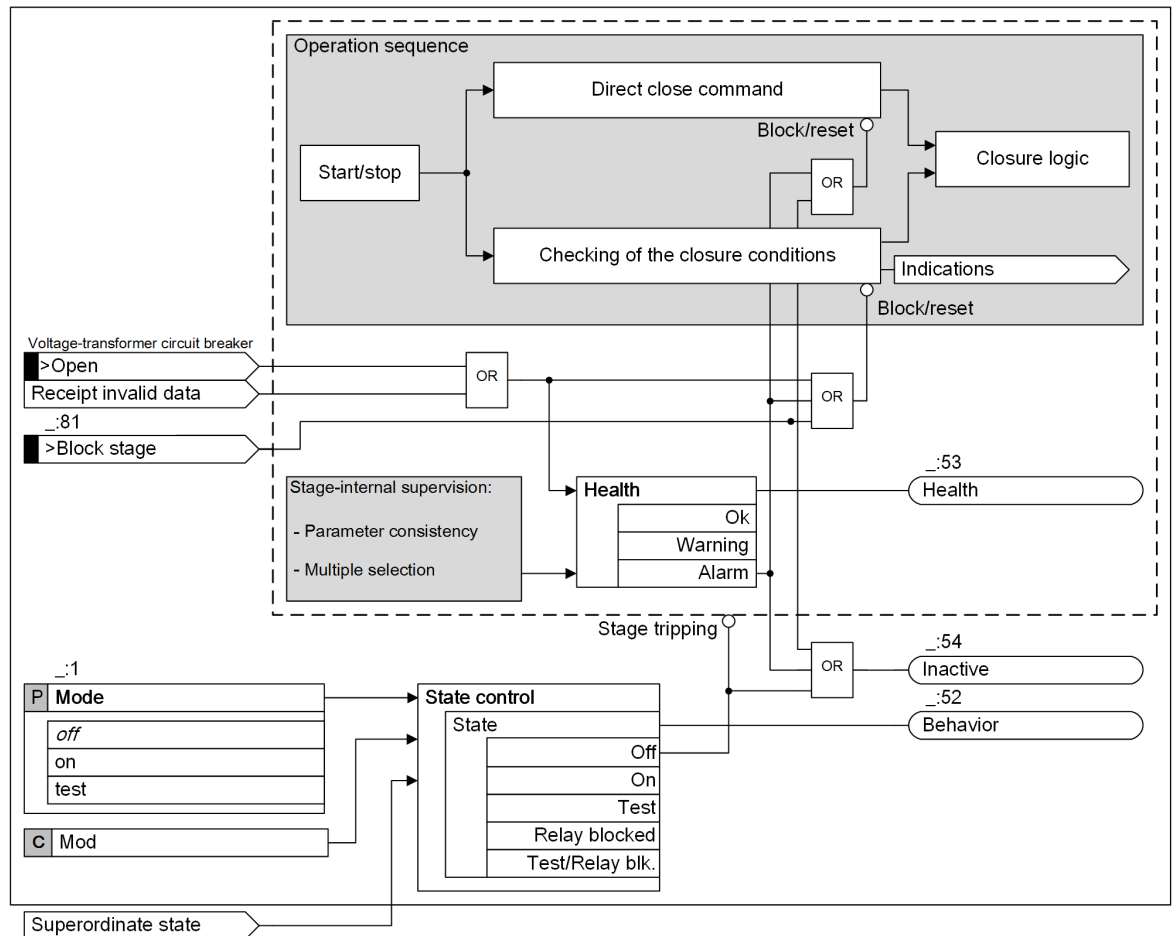 Operation sequence
Direct close command
Block/reset
Start/stop
OR
Closure logic
Checking of the closure conditions
Indications
Block/reset
Voltage-transformer circuit breaker
>Open
Receipt invalid data
OR
OR
_:81
>Block stage
Stage-internal supervision:
- Parameter consistency
- Multiple selection
Health
Ok
Warning
Alarm
_:53
Health
Stage tripping
OR
_:54
Inactive
_:52
Behavior
_:1
P Mode
off
on
test
C Mod
State control
State
Off
On
Test
Relay blocked
Test/Relay blk.
Superordinate state